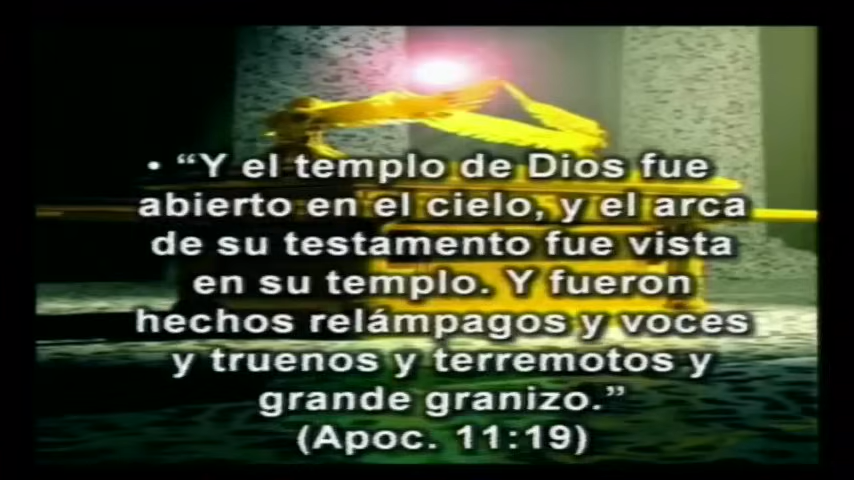 • “Y el templo de Dios fue
abierto en el cielo, y el arca
de su testamento fue vista
en su templo. Y fueron
hechos relámpagos y voces
y truenos y terremotos y
grande granizo.”
(Apoc. 11:19)